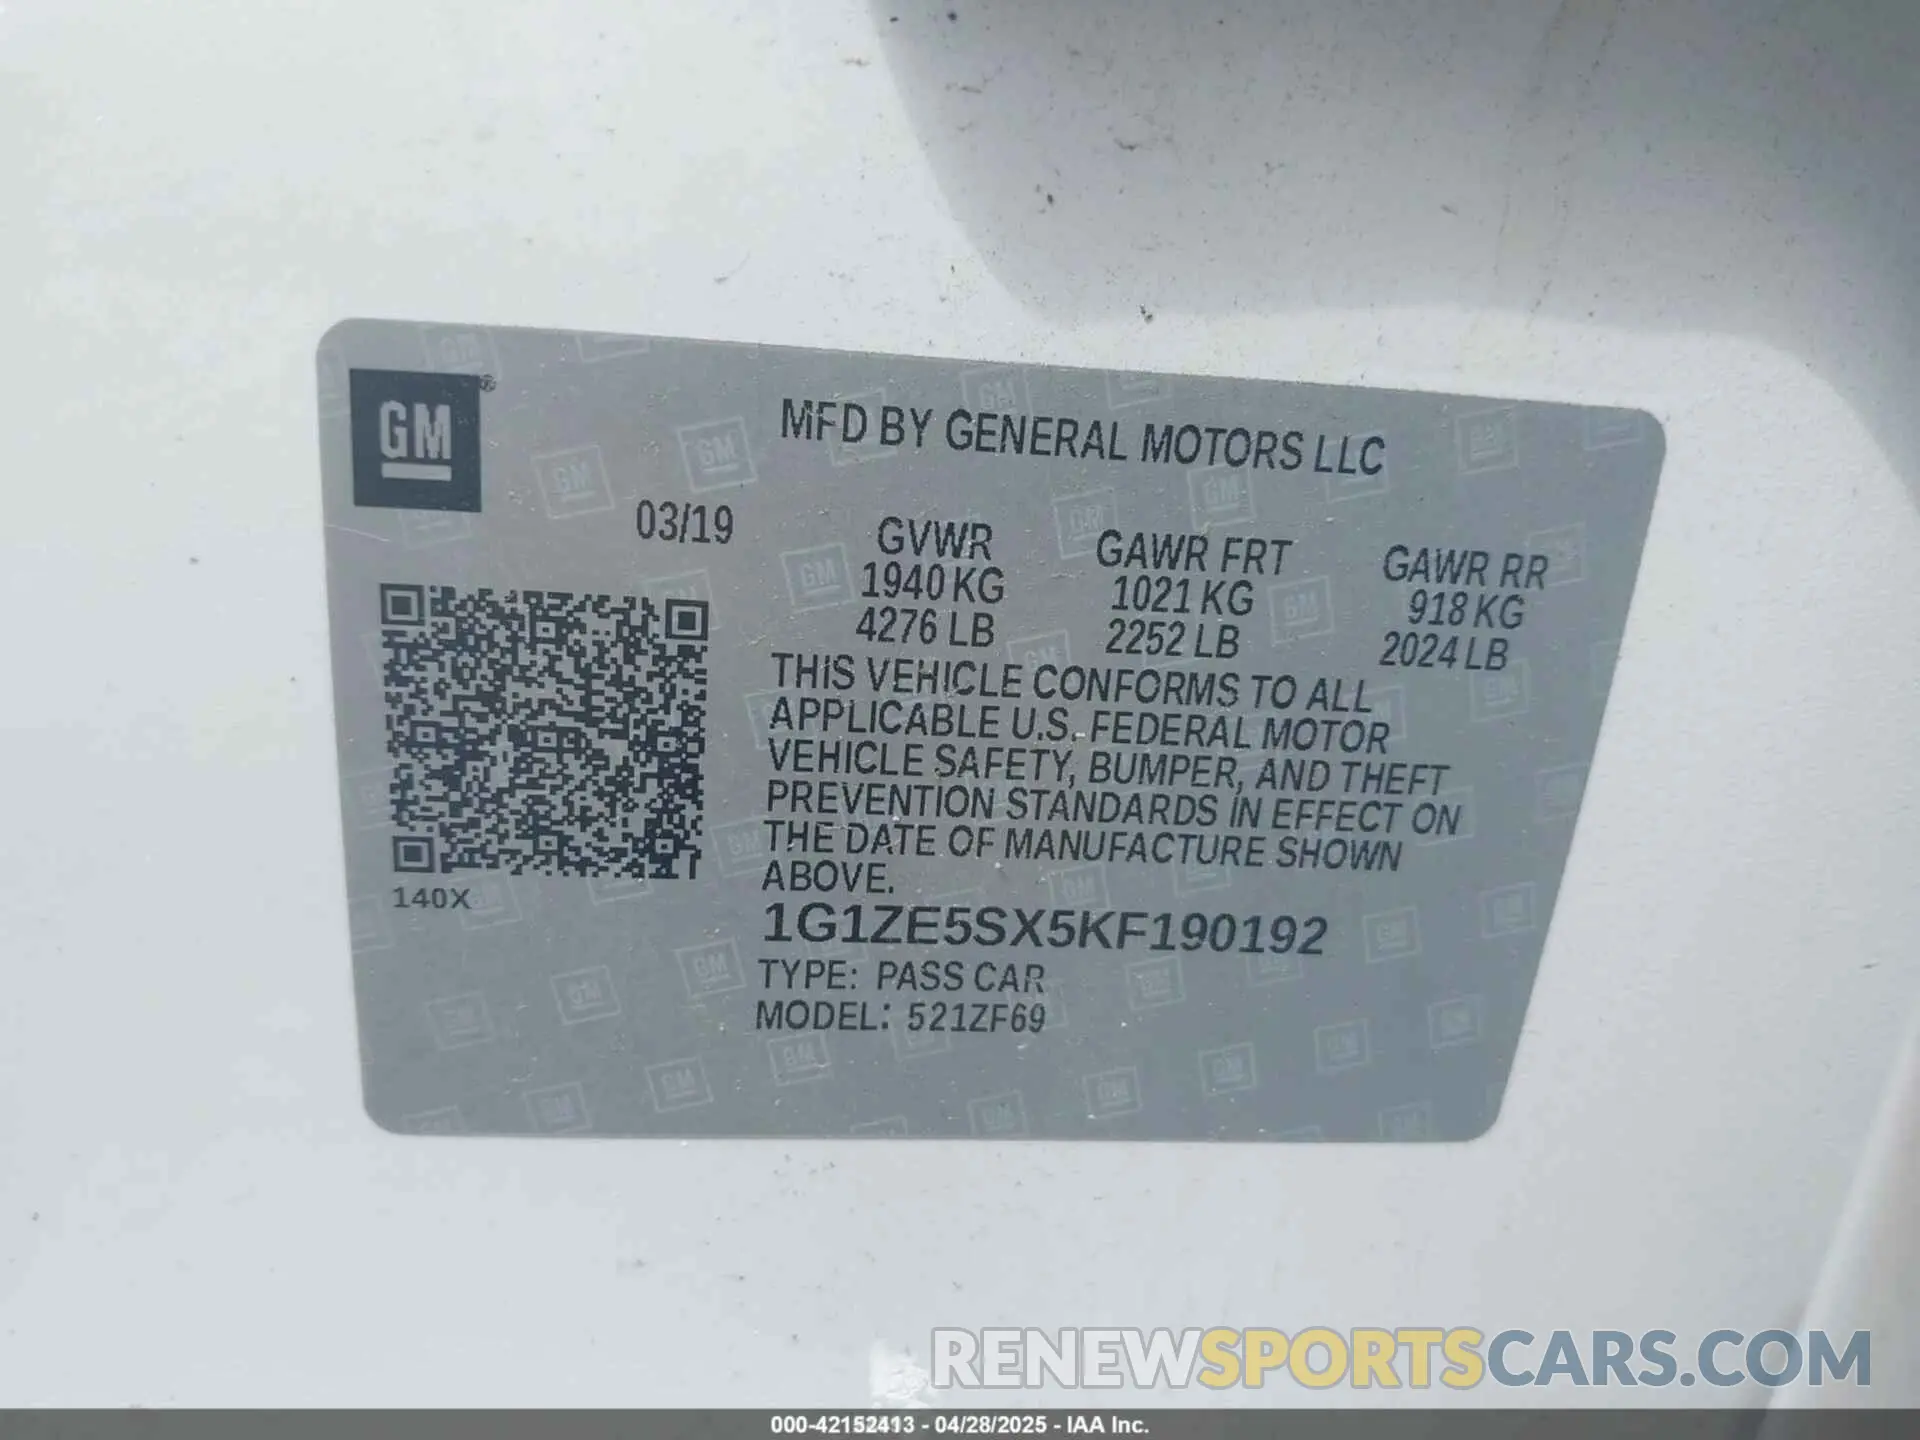 GM®
MFD BY GENERAL MOTORS LLC
03/19
GVWR
1940 KG
4276 LB
GAWR FRT
1021 KG
2252 LB
GAWR RR
918 KG
2024 LB
THIS VEHICLE CONFORMS TO ALL
APPLICABLE U.S. FEDERAL MOTOR
VEHICLE SAFETY, BUMPER, AND THEFT
PREVENTION STANDARDS IN EFFECT ON
THE DATE OF MANUFACTURE SHOWN
ABOVE.
140X
1G1ZE5SX5KF190192
TYPE: PASS CAR
MODEL: 521ZF69
RENEWSPORTSCARS.COM
04/28/2025 - IAA Inc.